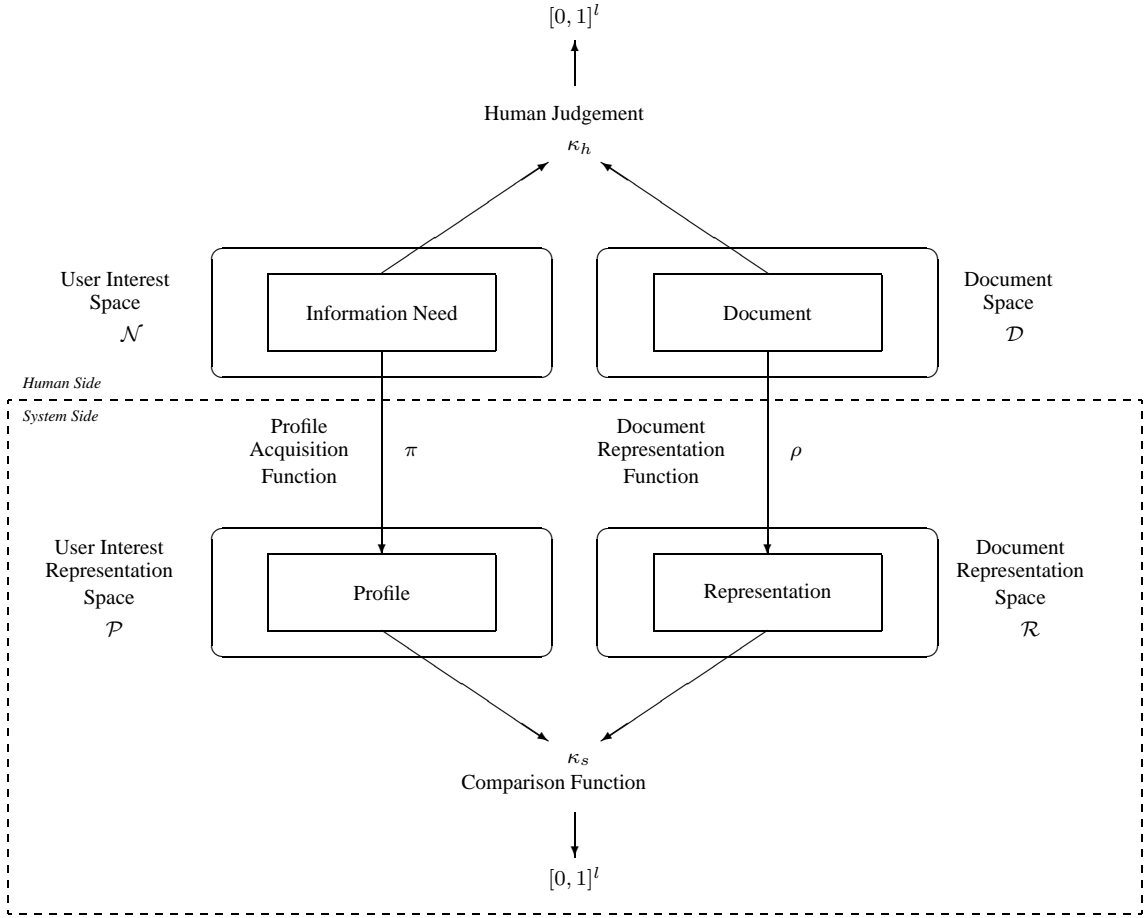 [0, 1]^l
Human Judgement
κ_h
User Interest
Space
𝒩
Information Need
Document
Document
Space
𝒟
Human Side
System Side
Profile
Acquisition
Function
π
Document
Representation
Function
ρ
User Interest
Representation
Space
𝒫
Profile
Representation
Document
Representation
Space
ℛ
κ_s
Comparison Function
[0, 1]^l